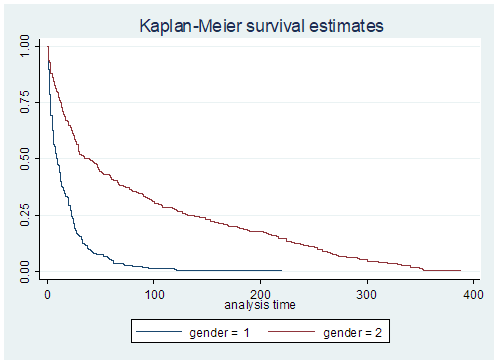 Kaplan-Meier survival estimates
1.00
0.75
0.50
0.25
0.00
0 100 200 300 400
analysis time
gender = 1 gender = 2